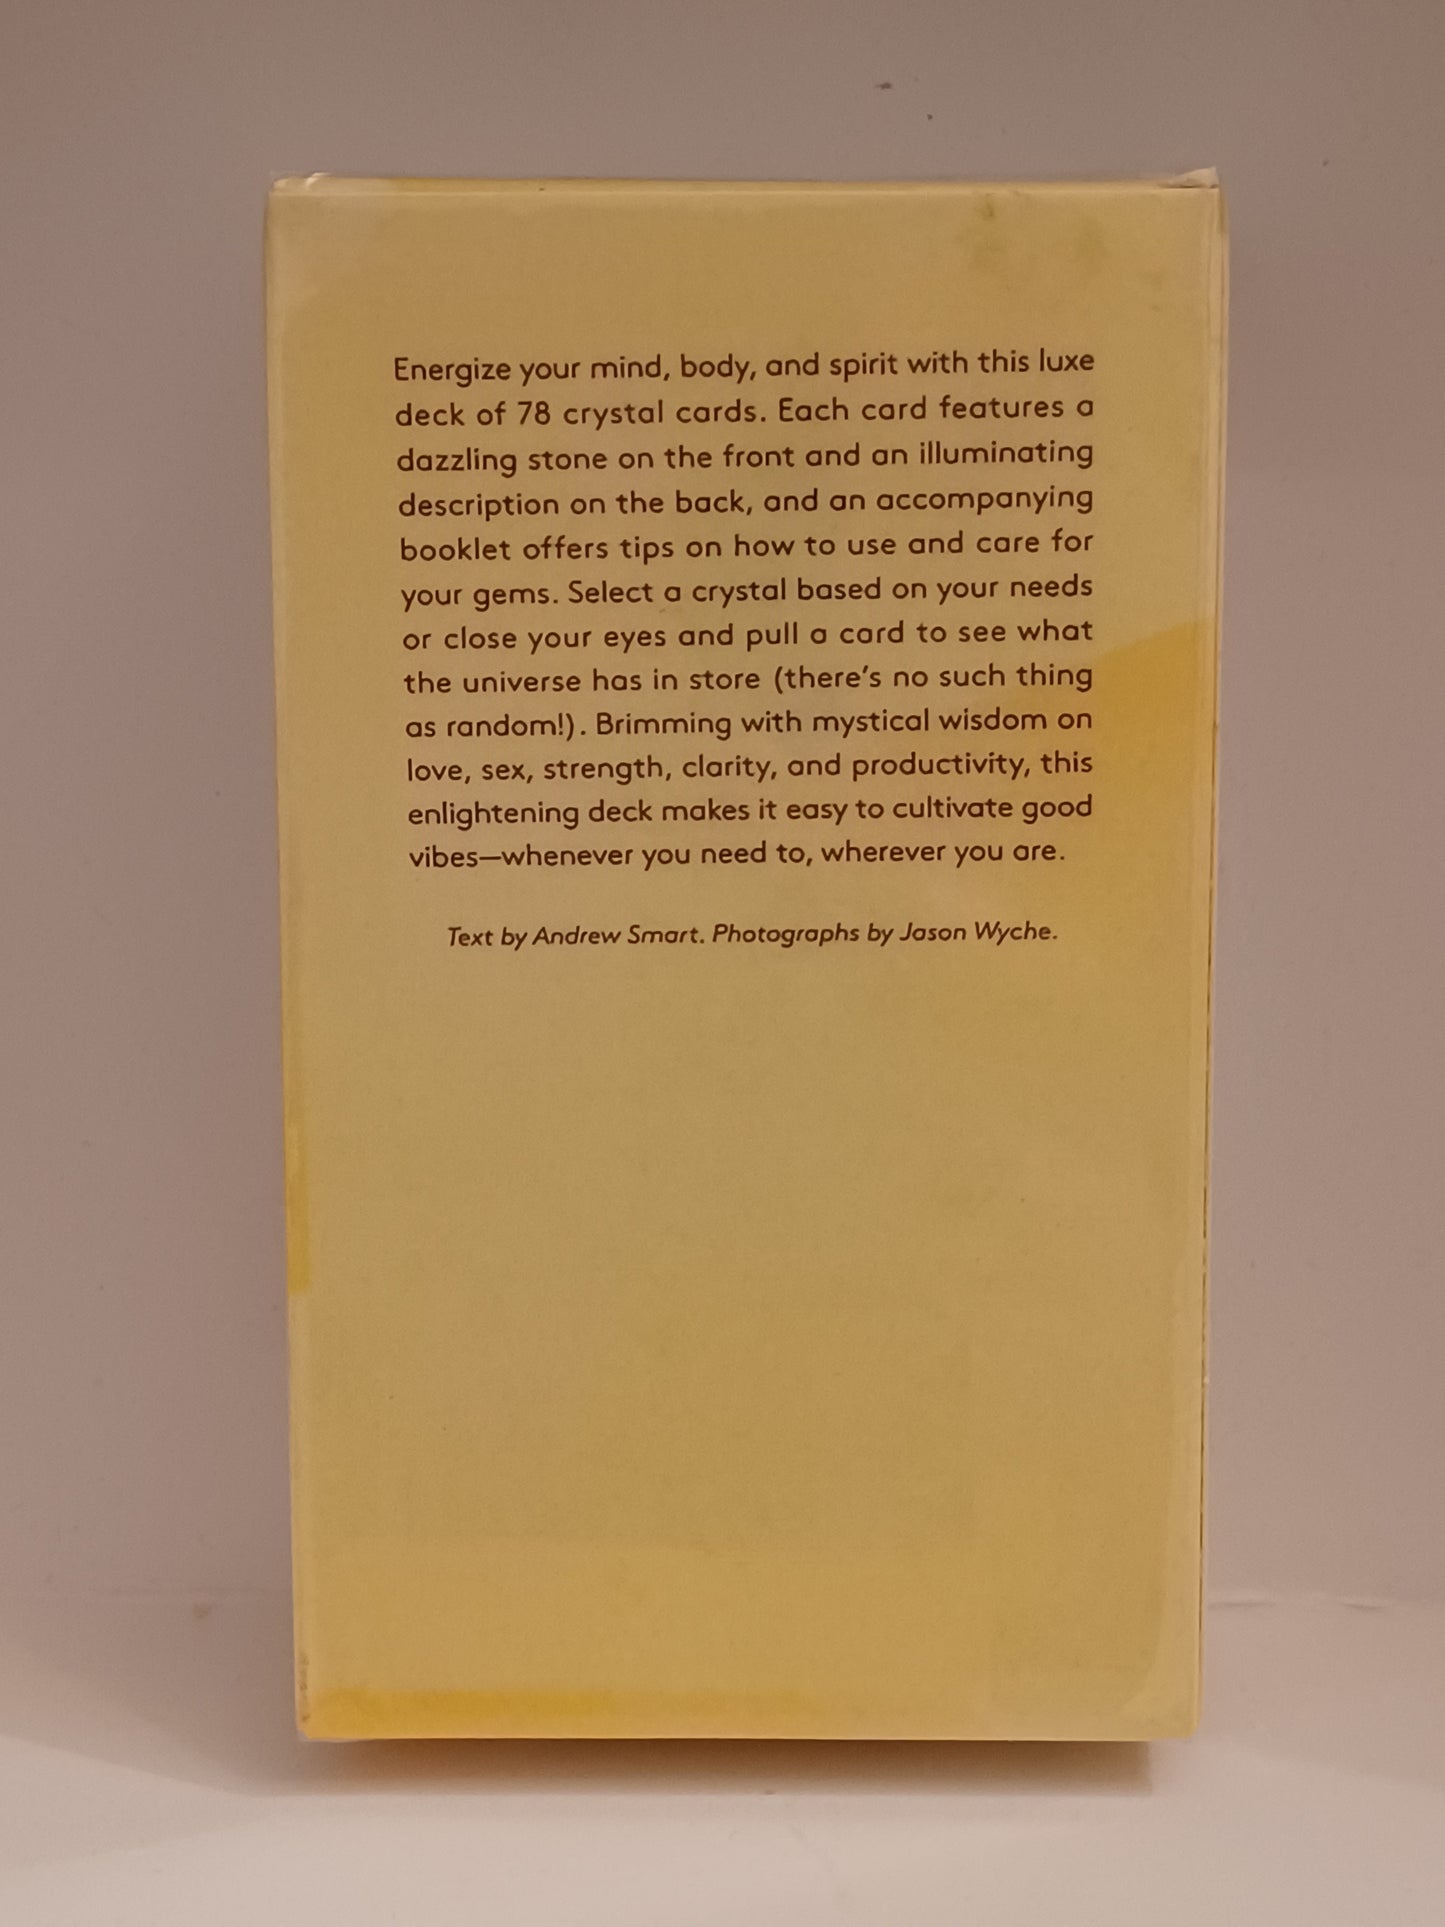 Energize your mind, body, and spirit with this luxe
deck of 78 crystal cards. Each card features a
dazzling stone on the front and an illuminating
description on the back, and an accompanying
booklet offers tips on how to use and care for
your gems. Select a crystal based on your needs
or close your eyes and pull a card to see what
the universe has in store (there's no such thing
as random!). Brimming with mystical wisdom on
love, sex, strength, clarity, and productivity, this
enlightening deck makes it easy to cultivate good
vibes—whenever you need to, wherever you are.
Text by Andrew Smart. Photographs by Jason Wyche.